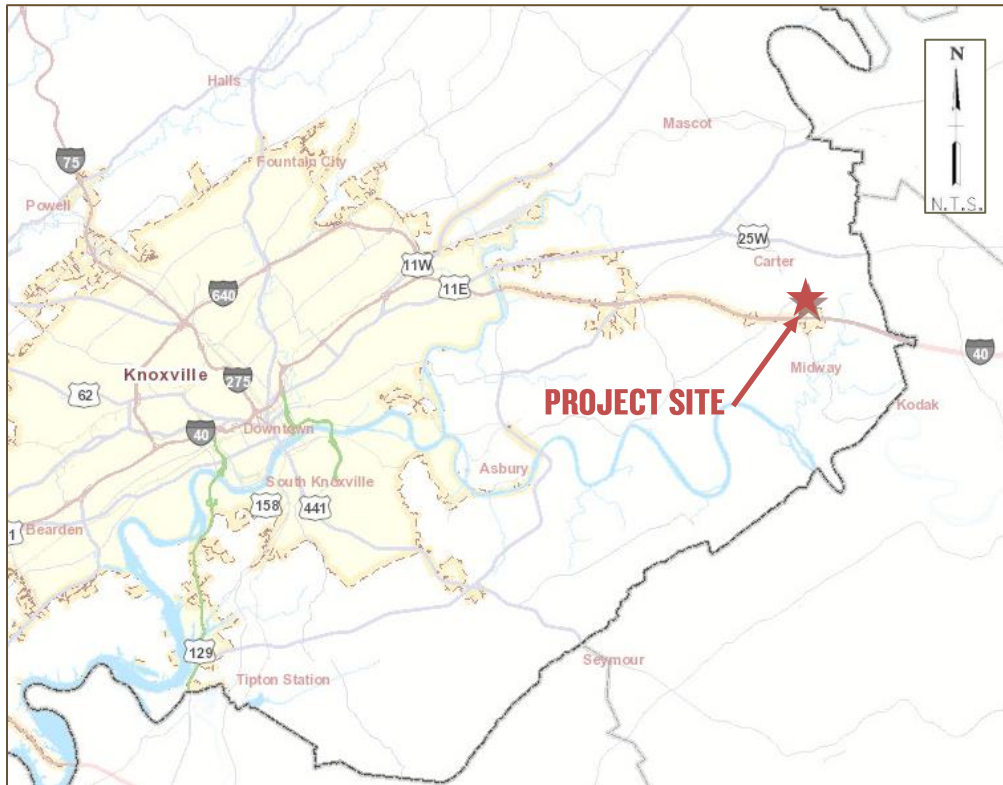 N
N.T.S.
Halls
Mascot
75
Fountain City
Powell
25W
11W
Carter
11E
640
40
Midway
Knoxville
275
62
PROJECT SITE
Kodak
40
Downtown
Asbury
South Knoxville
158
441
1
Bearden
129
Seymour
Tipton Station